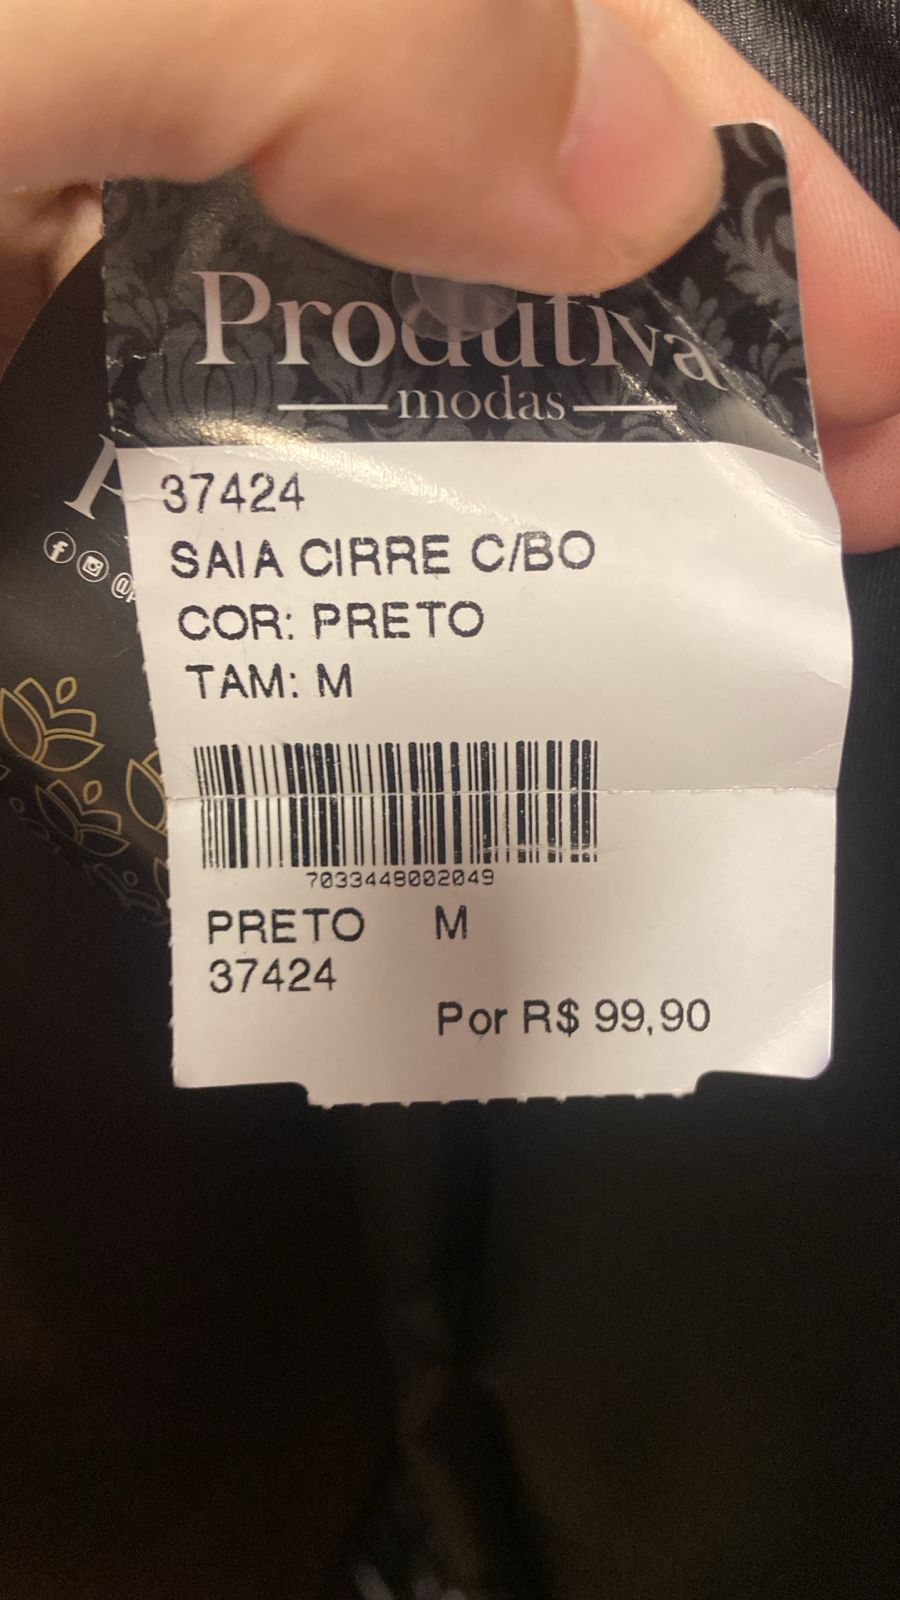 Produtiva
modas
37424
SAIA CIRRE C/BO
COR: PRETO
TAM: M
7033448002049
PRETO M
37424
Por R$ 99,90